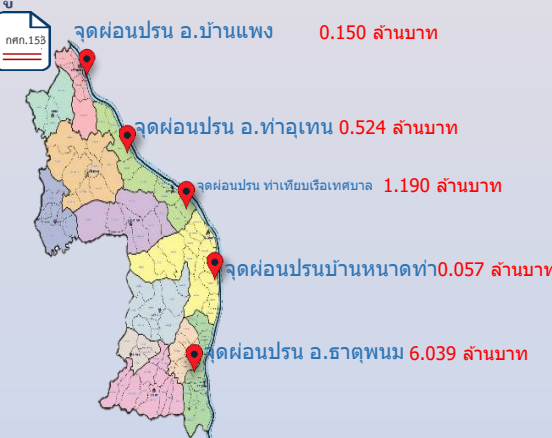 กศก.153
จุดผ่อนปรน อ.บ้านแพง 0.150 ล้านบาท
จุดผ่อนปรน อ.ท่าอุเทน 0.524 ล้านบาท
จุดผ่อนปรน ท่าเทียบเรือเทศบาล 1.190 ล้านบาท
จุดผ่อนปรนบ้านหนาดท่า0.057 ล้านบาท
จุดผ่อนปรน อ.ธาตุพนม 6.039 ล้านบาท